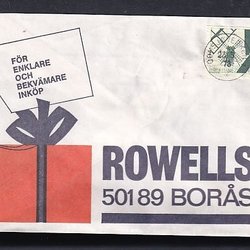 FÖR
ENKLARE
OCH
BEKVÄMARE
INKÖP
ROWELLS
501 89 BORÅS